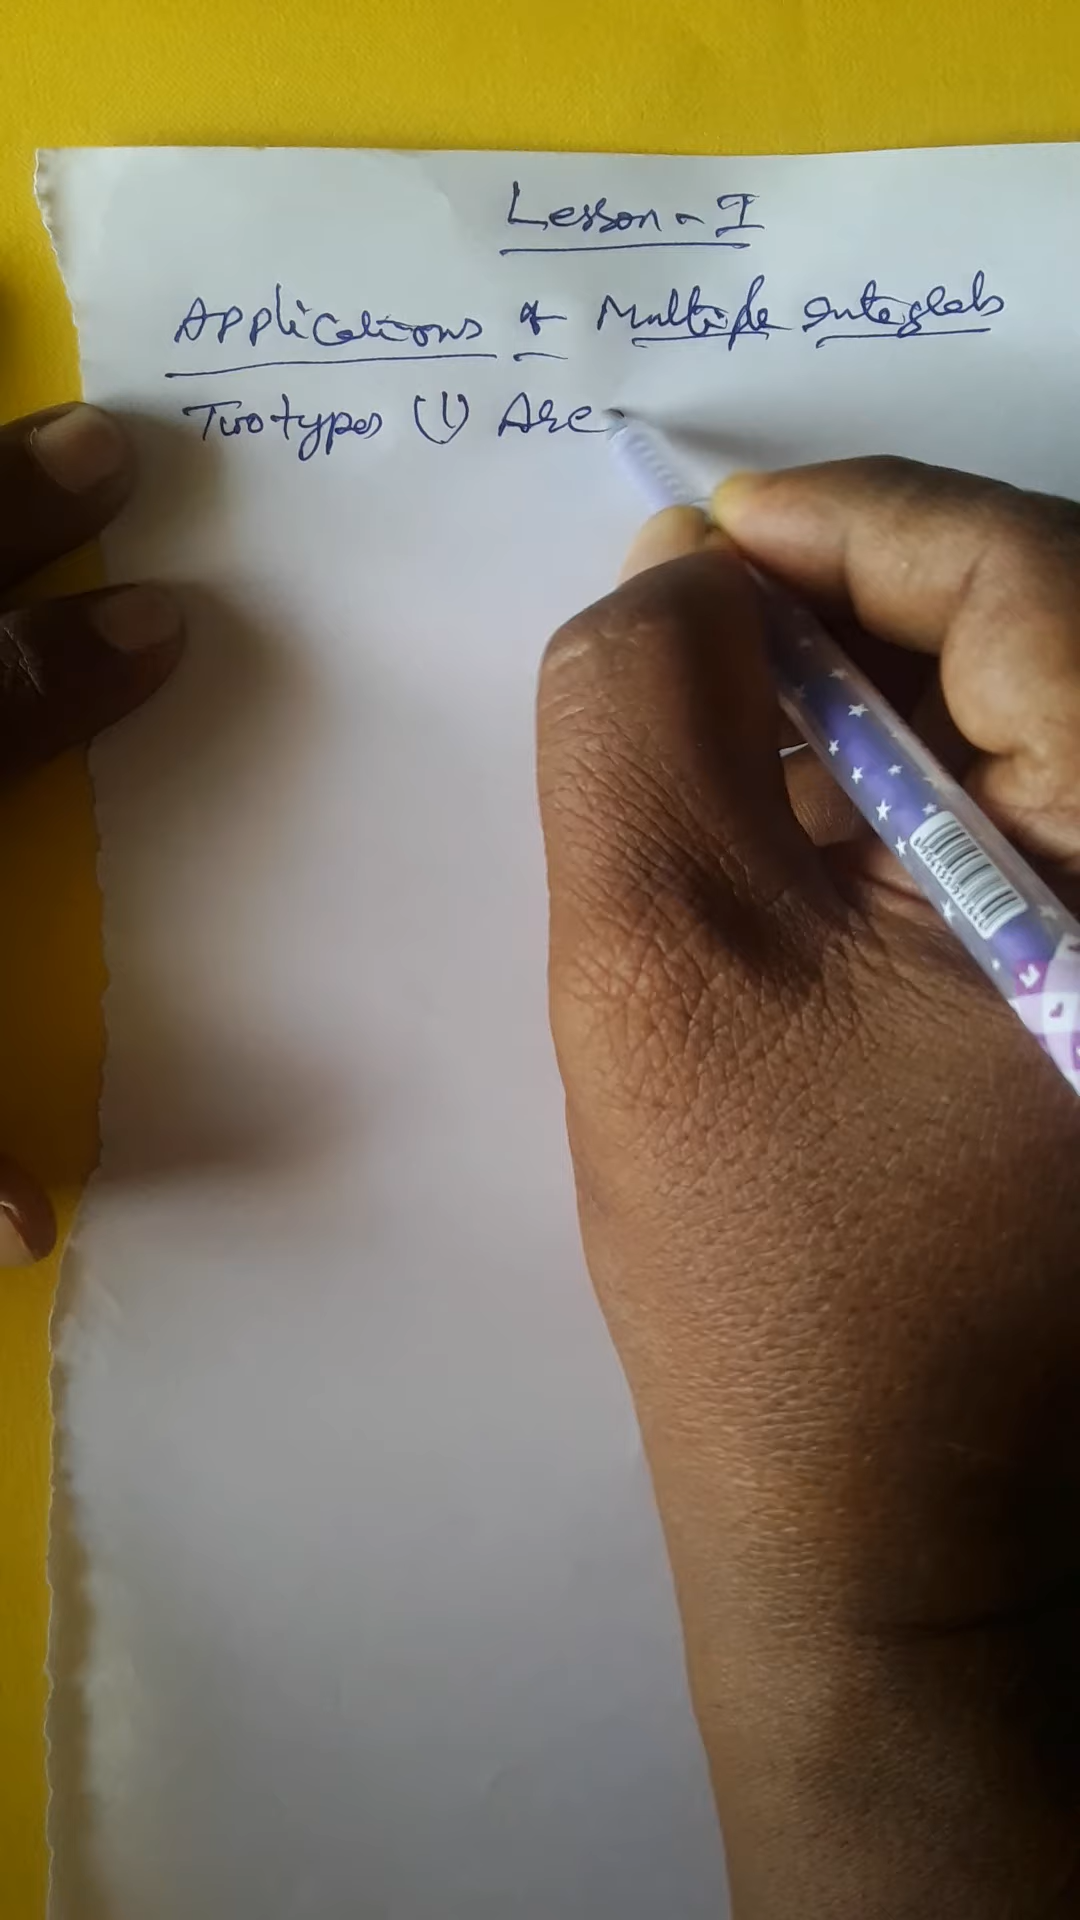 Lesson - I
Applications of Multiple integrals
Two types (1) Are